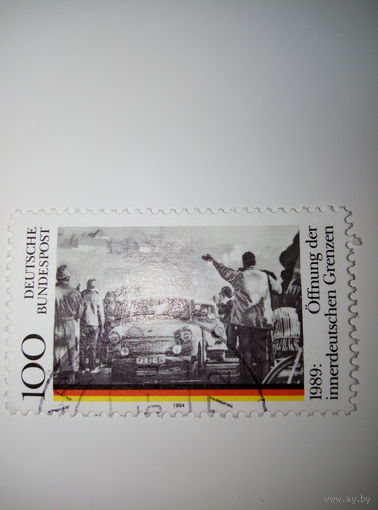 100
DEUTSCHE
BUNDESPOST
1989: Öffnung der
innerdeutschen Grenzen
1994
www.ay.by